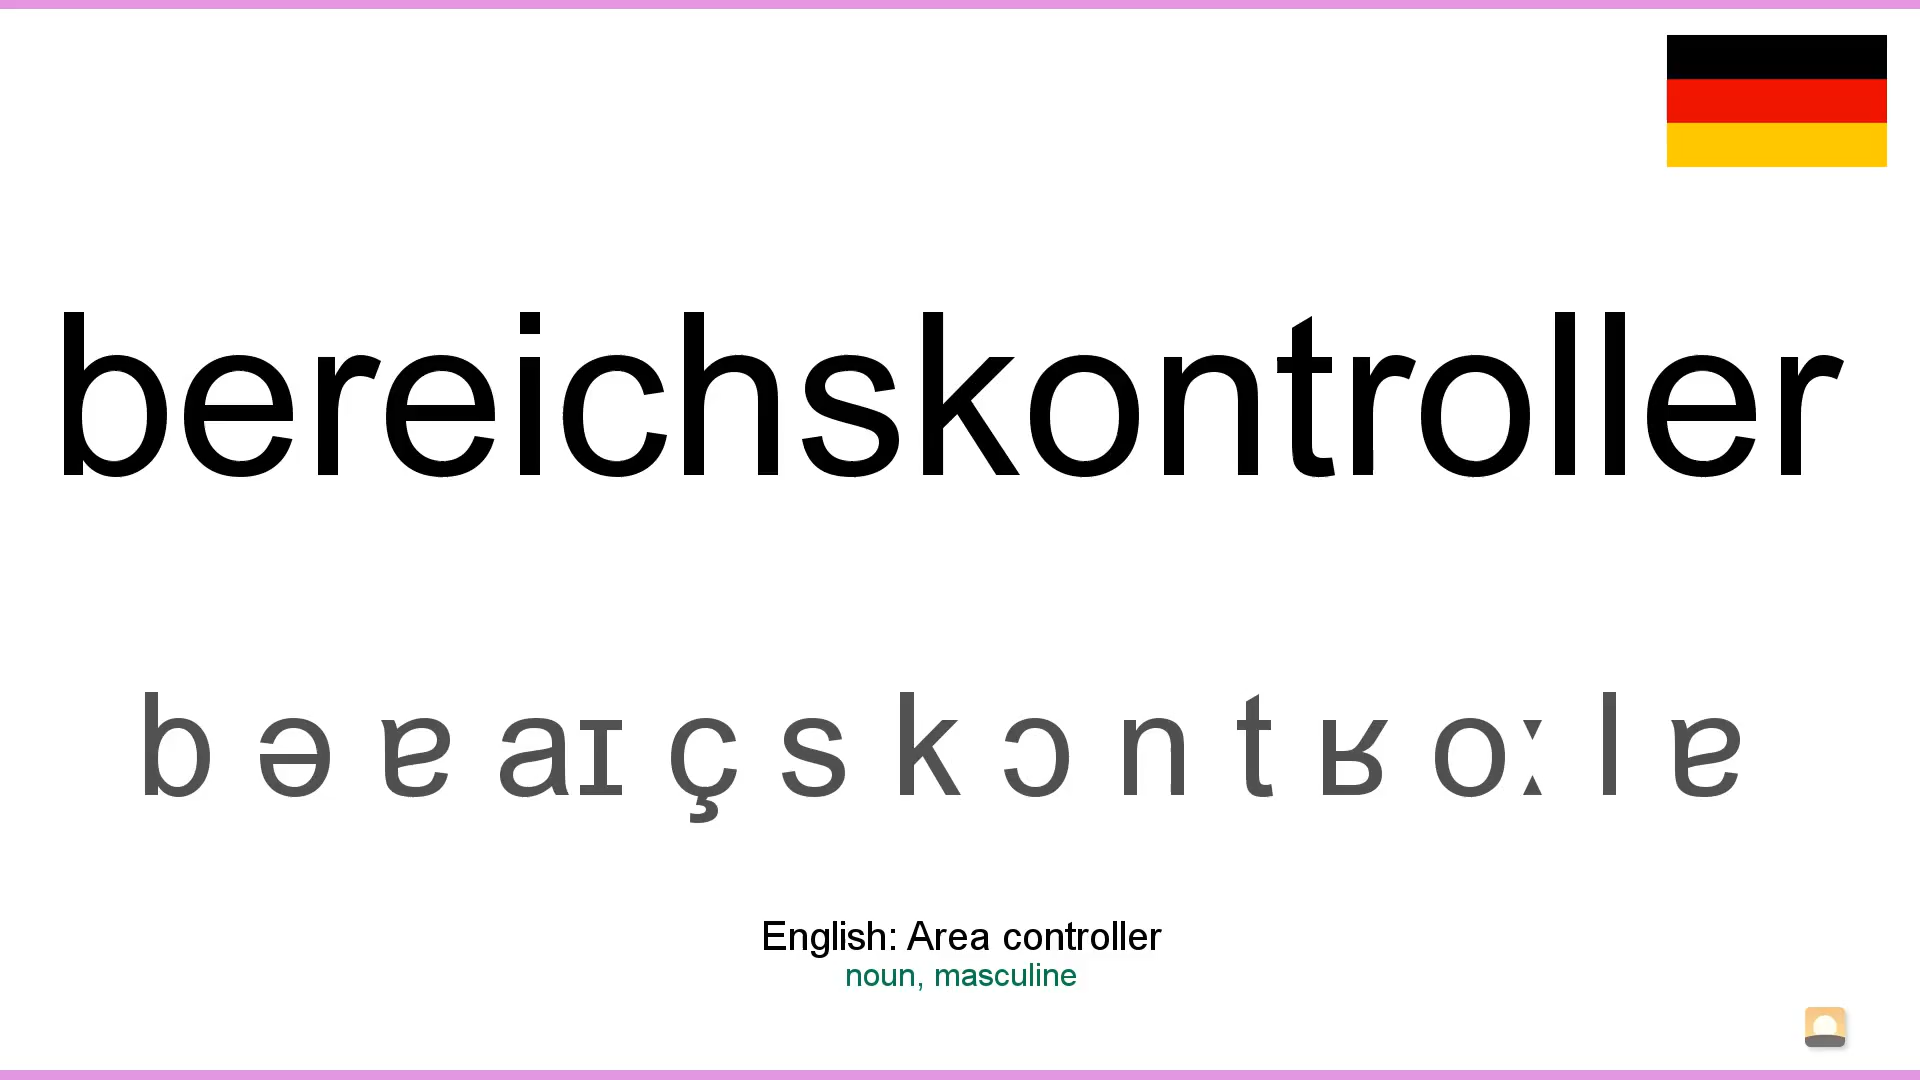 bereichskontroller
b ə ɐ aɪ ç s k ɔ n t ʁ oː l ɐ
English: Area controller
noun, masculine